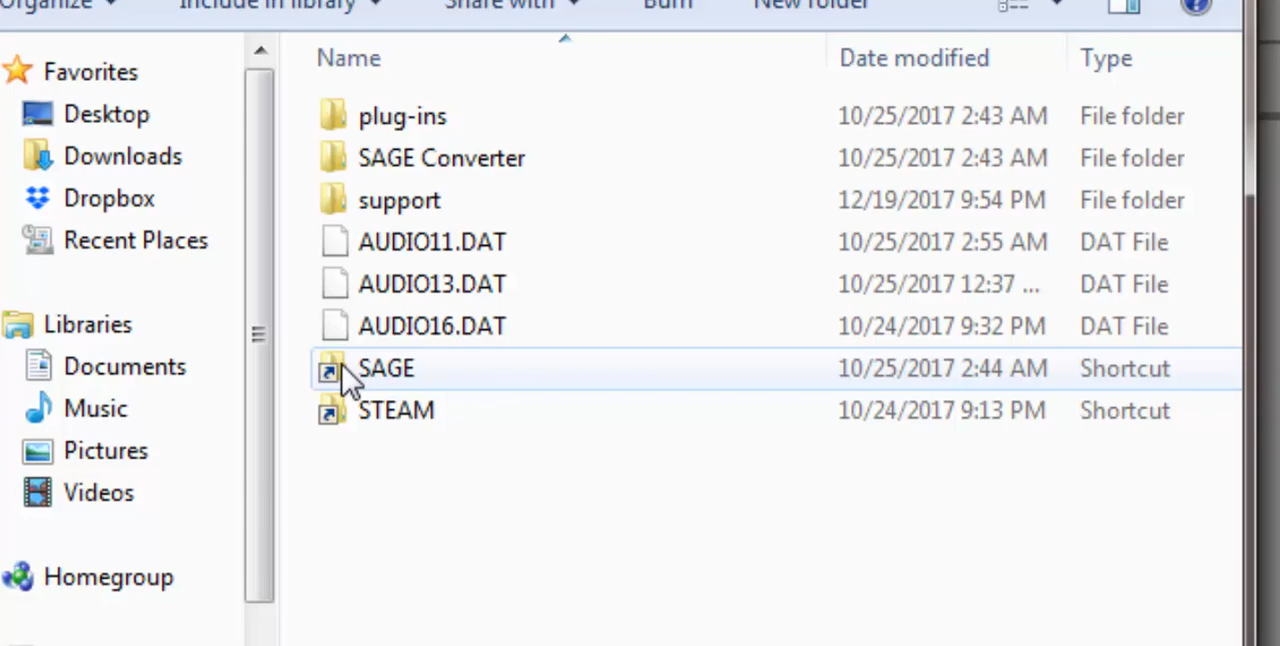 Organize Include in library Share with Burn New folder
Name Date modified Type
Favorites
Desktop
Downloads
Dropbox
Recent Places
Libraries
Documents
Music
Pictures
Videos
Homegroup
plug-ins 10/25/2017 2:43 AM File folder
SAGE Converter 10/25/2017 2:43 AM File folder
support 12/19/2017 9:54 PM File folder
AUDIO11.DAT 10/25/2017 2:55 AM DAT File
AUDIO13.DAT 10/25/2017 12:37 ... DAT File
AUDIO16.DAT 10/24/2017 9:32 PM DAT File
SAGE 10/25/2017 2:44 AM Shortcut
STEAM 10/24/2017 9:13 PM Shortcut